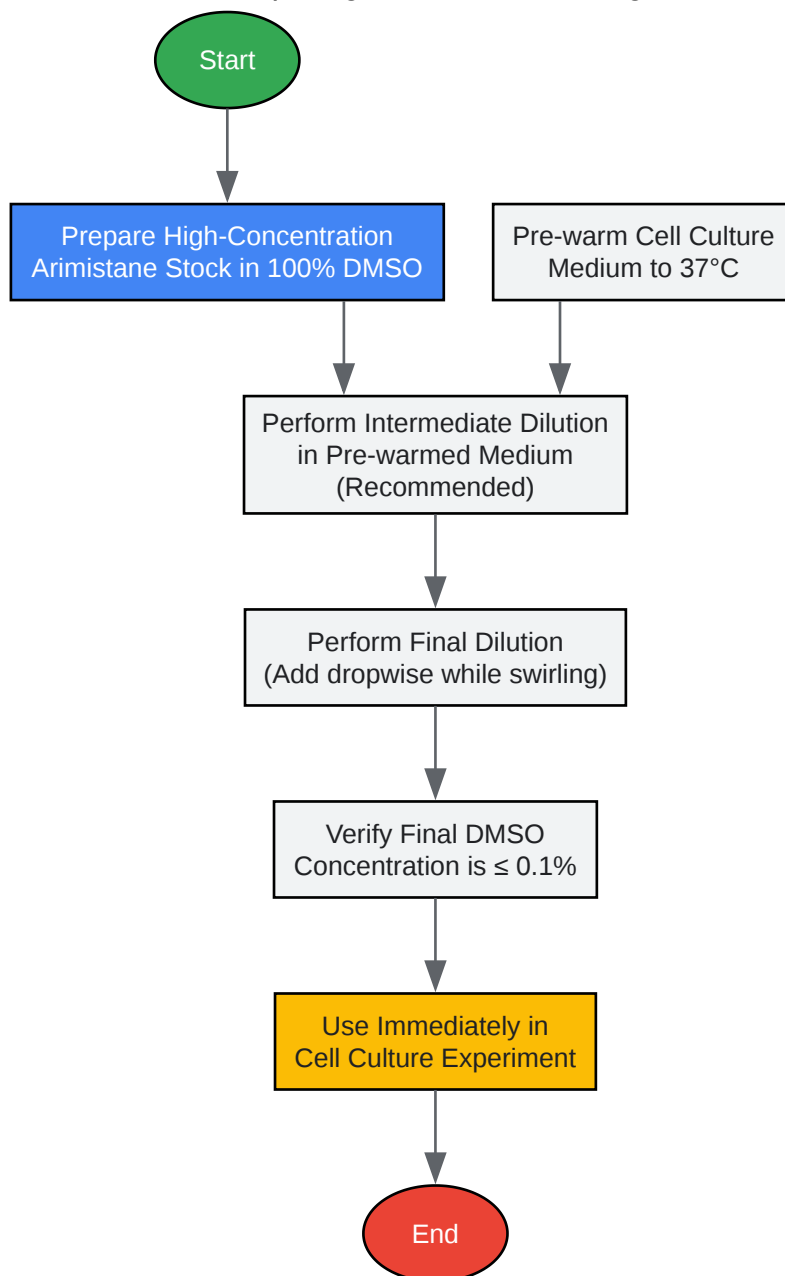 Start
Prepare High-Concentration
Arimistane Stock in 100% DMSO
Pre-warm Cell Culture
Medium to 37°C
Perform Intermediate Dilution
in Pre-warmed Medium
(Recommended)
Perform Final Dilution
(Add dropwise while swirling)
Verify Final DMSO
Concentration is ≤ 0.1%
Use Immediately in
Cell Culture Experiment
End